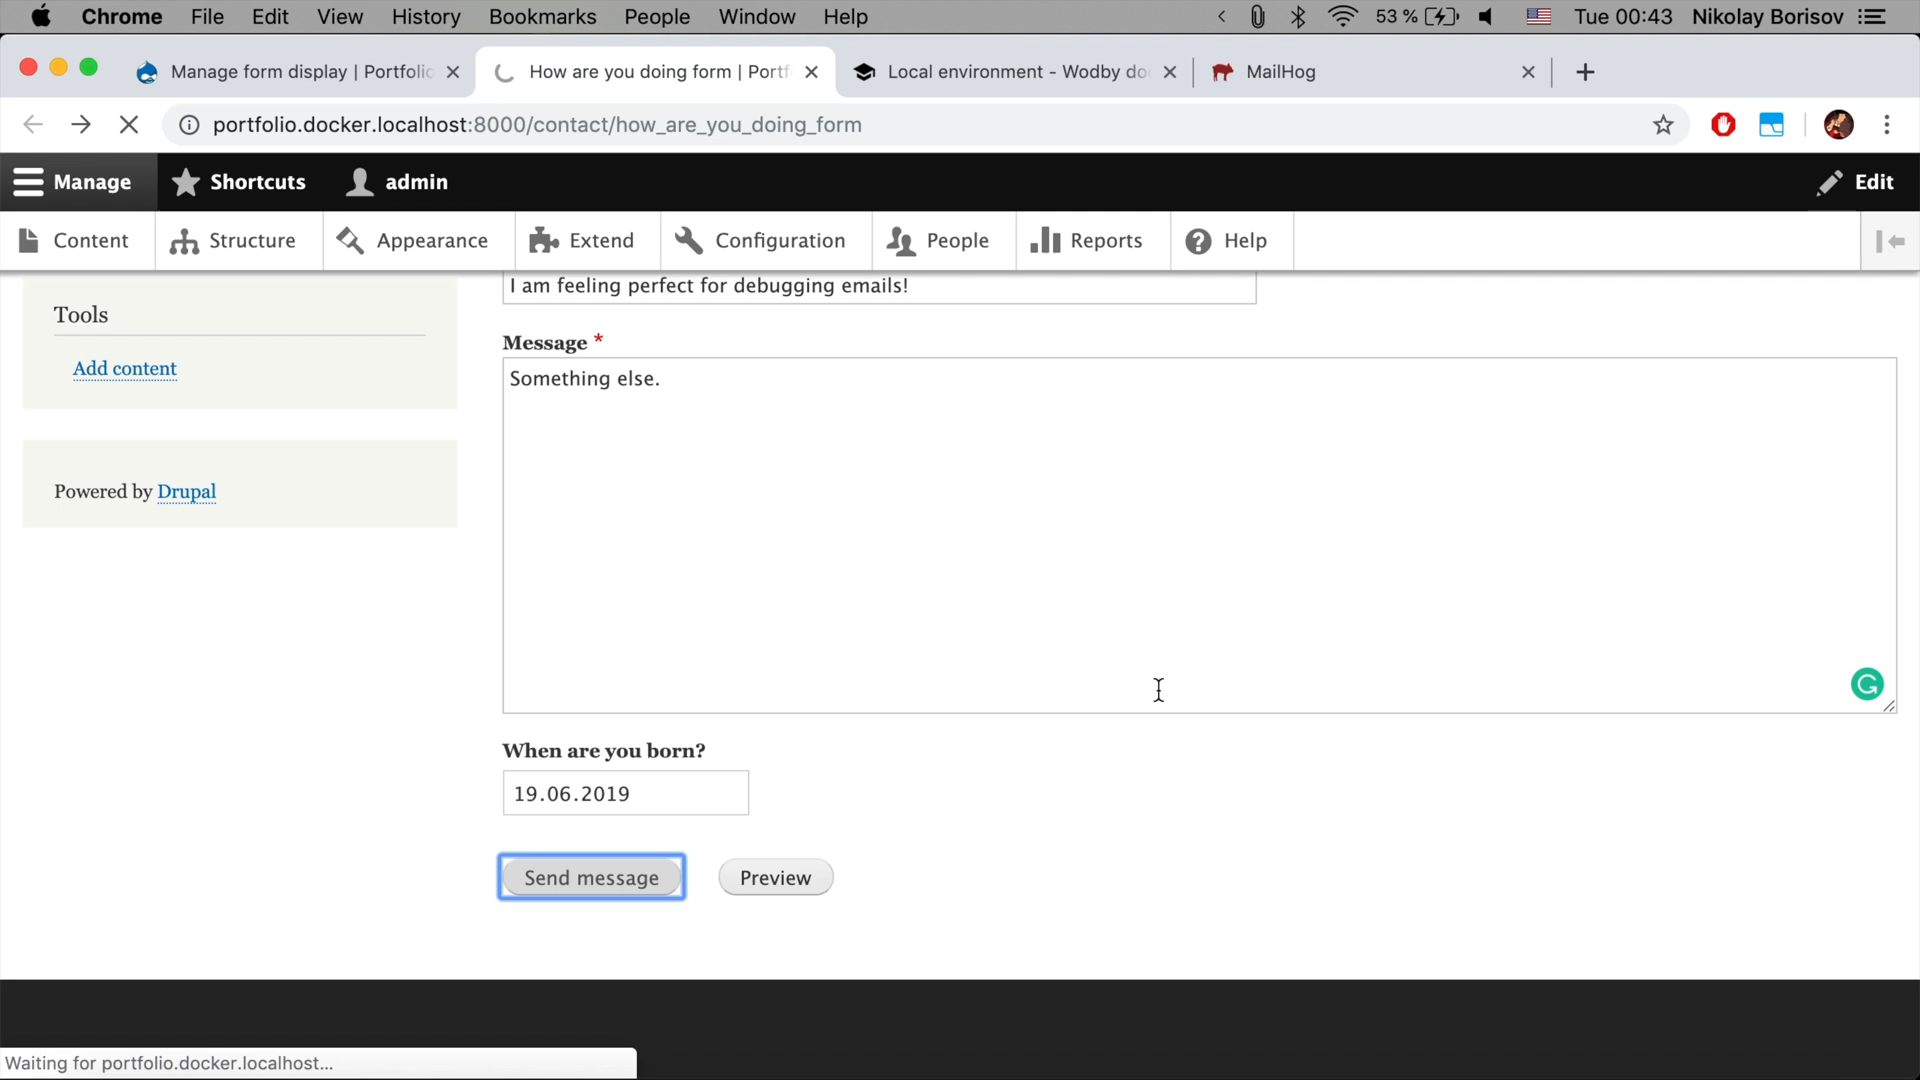 Chrome File Edit View History Bookmarks People Window Help 53 % Tue 00:43 Nikolay Borisov
Manage form display | Portfolio How are you doing form | Portf Local environment - Wodby do MailHog
portfolio.docker.localhost:8000/contact/how_are_you_doing_form
Manage Shortcuts admin Edit
Content Structure Appearance Extend Configuration People Reports Help
I am feeling perfect for debugging emails!
Tools
Add content
Powered by Drupal
Message *
Something else.
When are you born?
19.06.2019
Send message Preview
Waiting for portfolio.docker.localhost...